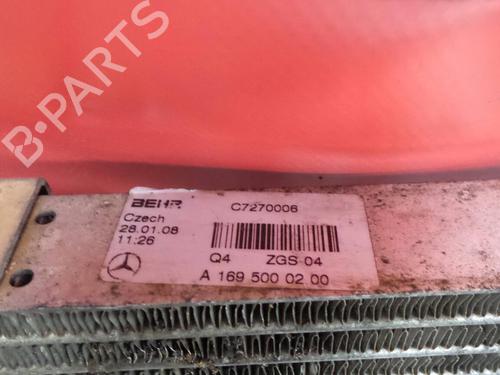 B-PARTS
BEHR C7270006
Czech
28.01.08
11:26
Q4 ZGS 04
A 169 500 02 00